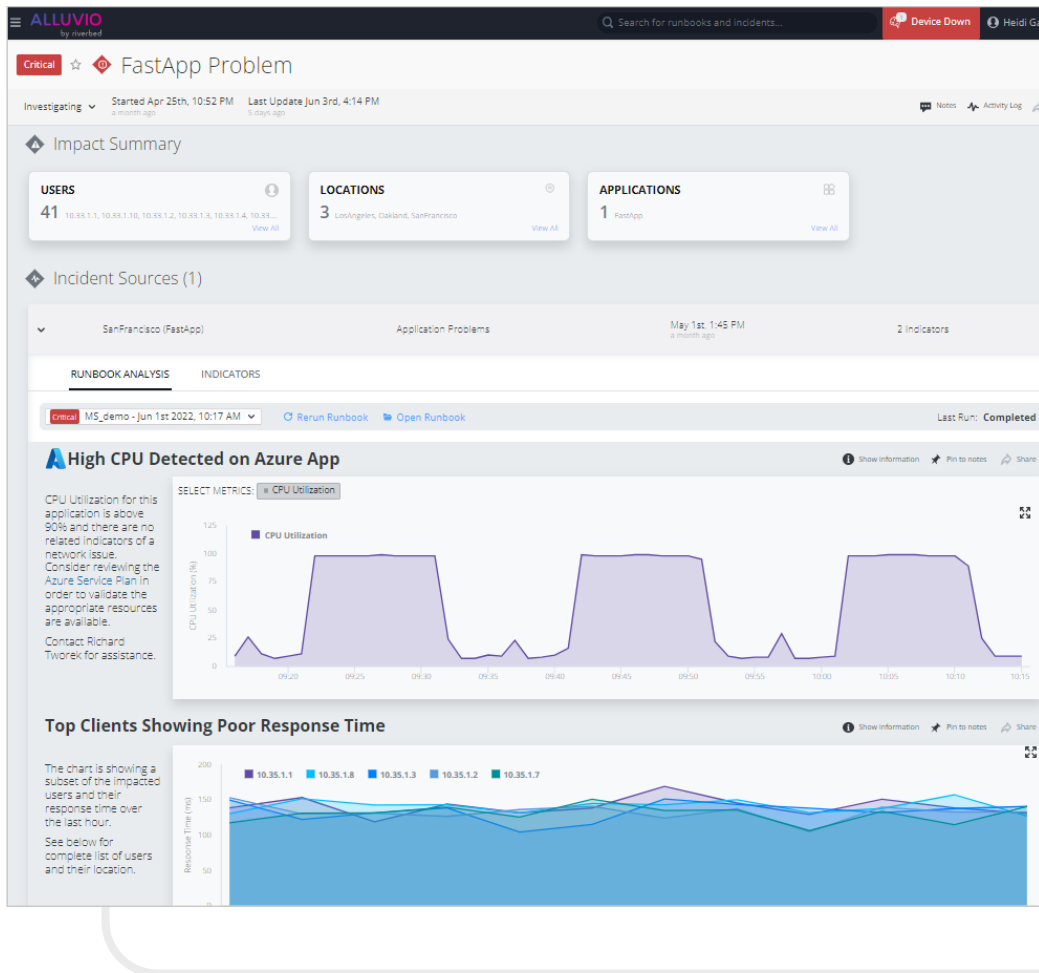 ALLUVIO
by riverbed
Search for runbooks and incidents...
1
Device Down
Heidi Ga
Critical
FastApp Problem
Investigating
Started Apr 25th, 10:52 PM
a month ago
Last Update Jun 3rd, 4:14 PM
5 days ago
Notes
Activity Log
Impact Summary
USERS
41 10.33.1.1, 10.33.1.10, 10.33.1.2, 10.33.1.3, 10.33.1.4, 10.33...
View All
LOCATIONS
3 LosAngeles, Oakland, SanFrancisco
View All
APPLICATIONS
1 FastApp
View All
Incident Sources (1)
SanFrancisco (FastApp)
Application Problems
May 1st, 1:45 PM
a month ago
2 Indicators
RUNBOOK ANALYSIS
INDICATORS
Critical MS_demo - Jun 1st 2022, 10:17 AM
Rerun Runbook
Open Runbook
Last Run: Completed
High CPU Detected on Azure App
Show information
Pin to notes
Share
CPU Utilization for this
application is above
90% and there are no
related indicators of a
network issue.
Consider reviewing the
Azure Service Plan in
order to validate the
appropriate resources
are available.
Contact Richard
Tworek for assistance.
SELECT METRICS: CPU Utilization
CPU Utilization
CPU Utilization (%)
125
100
75
50
25
0
09:20 09:25 09:30 09:35 09:40 09:45 09:50 09:55 10:00 10:05 10:10 10:15
Top Clients Showing Poor Response Time
Show information
Pin to notes
Share
The chart is showing a
subset of the impacted
users and their
response time over
the last hour.
See below for
complete list of users
and their location.
10.35.1.1 10.35.1.8 10.35.1.3 10.35.1.2 10.35.1.7
Response Time (ms)
200
150
100
50
0